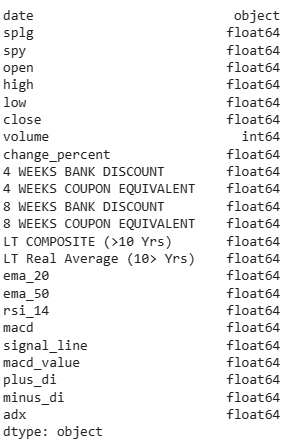 date object
splg float64
spy float64
open float64
high float64
low float64
close float64
volume int64
change_percent float64
4 WEEKS BANK DISCOUNT float64
4 WEEKS COUPON EQUIVALENT float64
8 WEEKS BANK DISCOUNT float64
8 WEEKS COUPON EQUIVALENT float64
LT COMPOSITE (>10 Yrs) float64
LT Real Average (10> Yrs) float64
ema_20 float64
ema_50 float64
rsi_14 float64
macd float64
signal_line float64
macd_value float64
plus_di float64
minus_di float64
adx float64
dtype: object